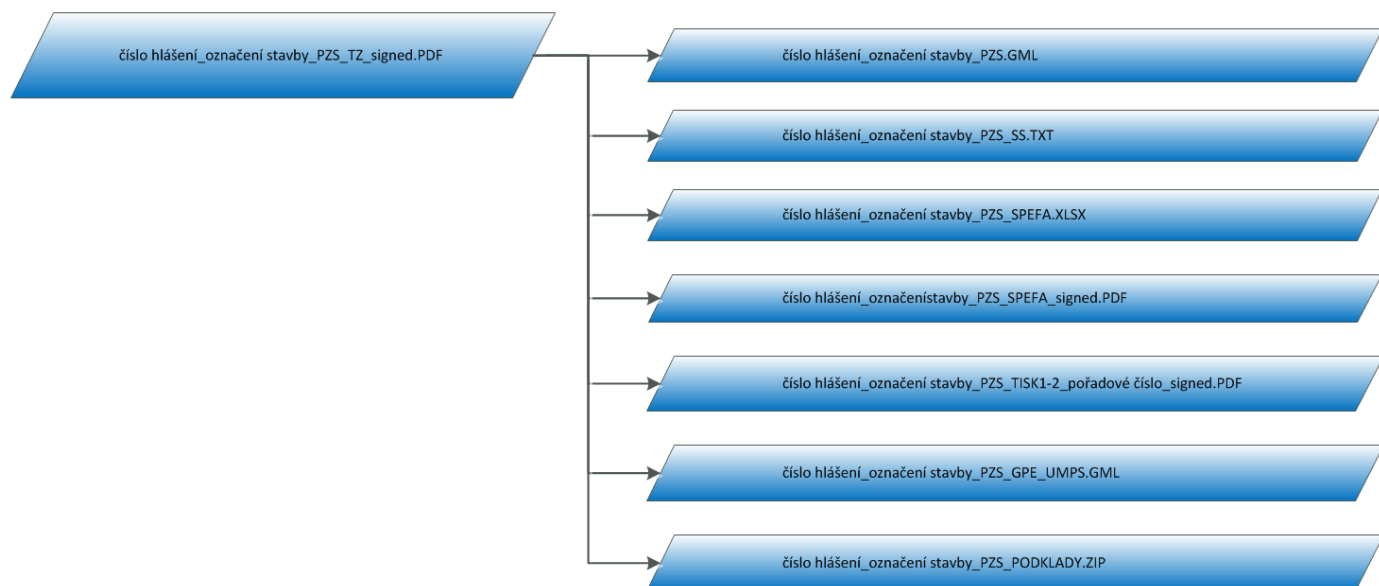 číslo hlášení_označení stavby_PZS_TZ_signed.PDF
číslo hlášení_označení stavby_PZS.GML
číslo hlášení_označení stavby_PZS_SS.TXT
číslo hlášení_označení stavby_PZS_SPEFA.XLSX
číslo hlášení_označenístavby_PZS_SPEFA_signed.PDF
číslo hlášení_označení stavby_PZS_TISK1-2_pořadové číslo_signed.PDF
číslo hlášení_označení stavby_PZS_GPE_UMPS.GML
číslo hlášení_označení stavby_PZS_PODKLADY.ZIP